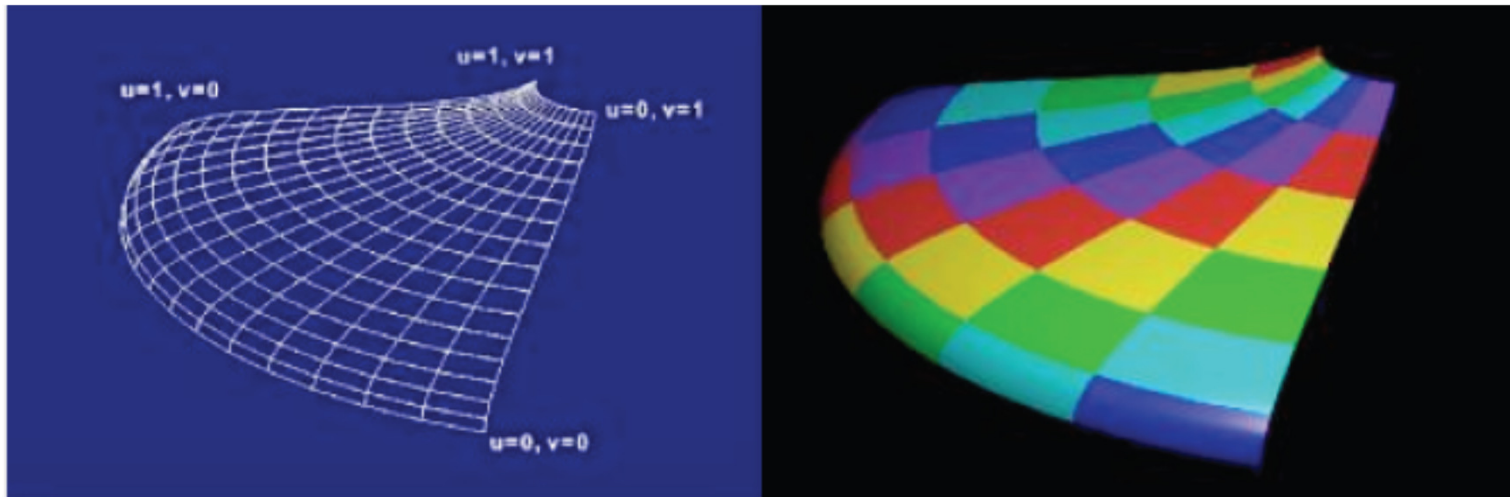 u=1, v=1
u=1, v=0
u=0, v=1
u=0, v=0